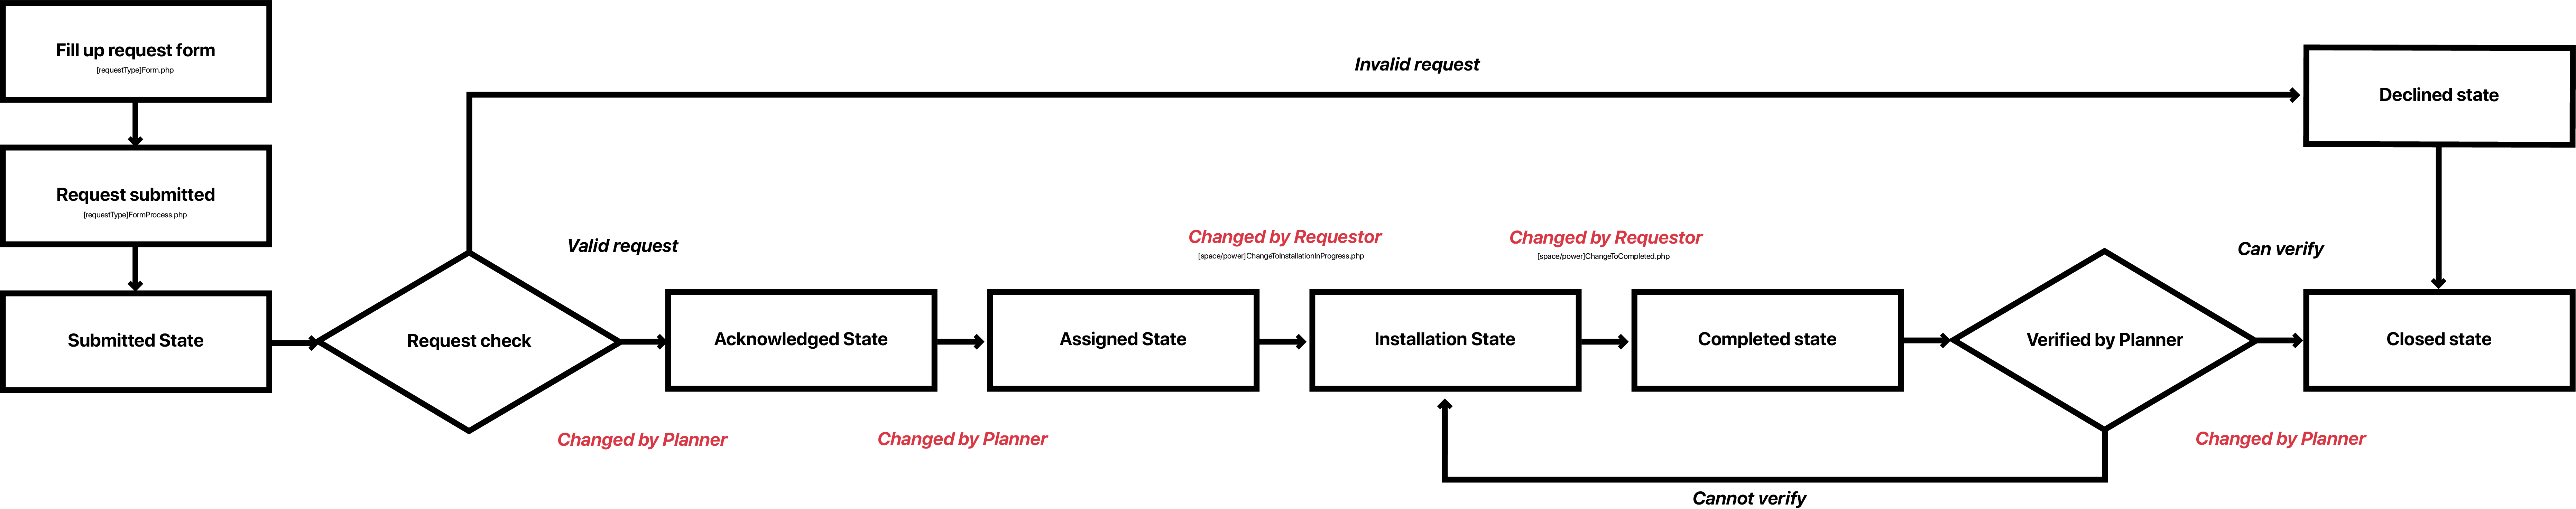 Fill up request form
[requestType]Form.php
Invalid request
Declined state
Request submitted
[requestType]FormProcess.php
Valid request
Changed by Requestor
[space/power]ChangeToInstallationInProgress.php
Changed by Requestor
[space/power]ChangeToCompleted.php
Can verify
Submitted State
Request check
Acknowledged State
Assigned State
Installation State
Completed state
Verified by Planner
Closed state
Changed by Planner
Changed by Planner
Changed by Planner
Cannot verify